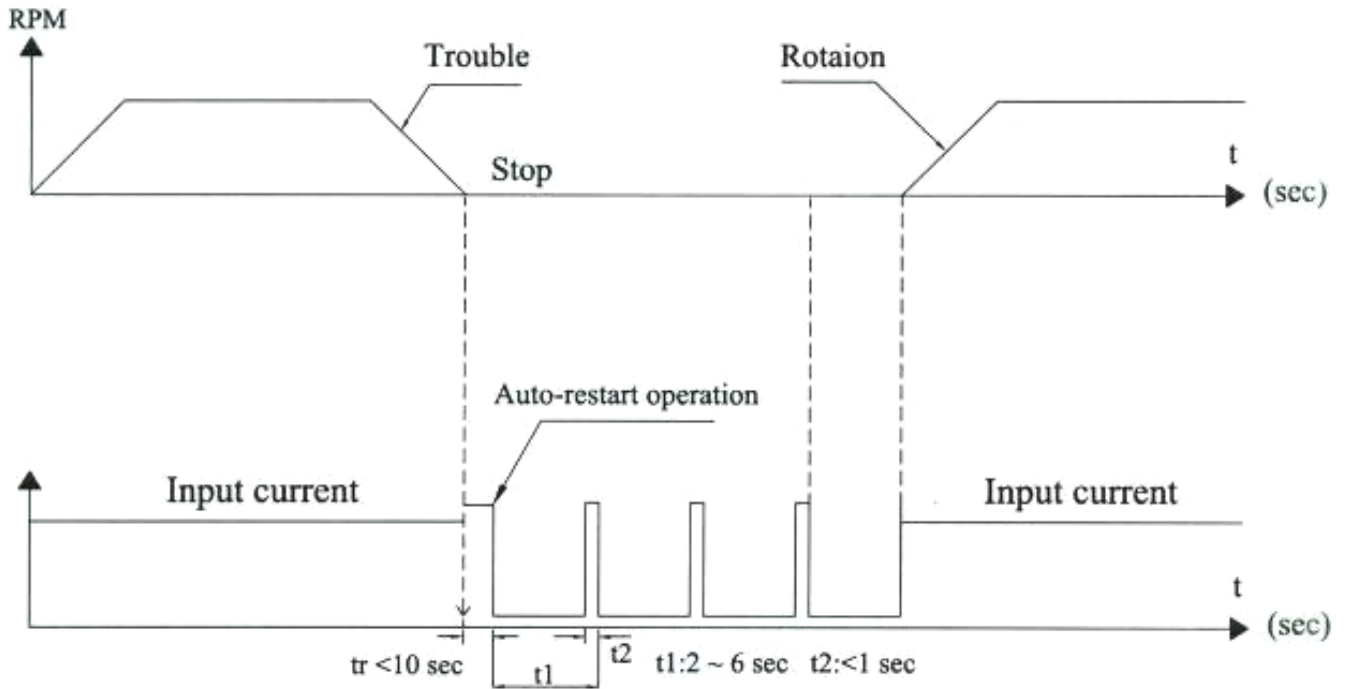 RPM
Trouble
Rotaion
Stop
t
(sec)
Auto-restart operation
Input current
Input current
t
(sec)
tr <10 sec
t1
t2
t1:2 ~ 6 sec
t2:<1 sec